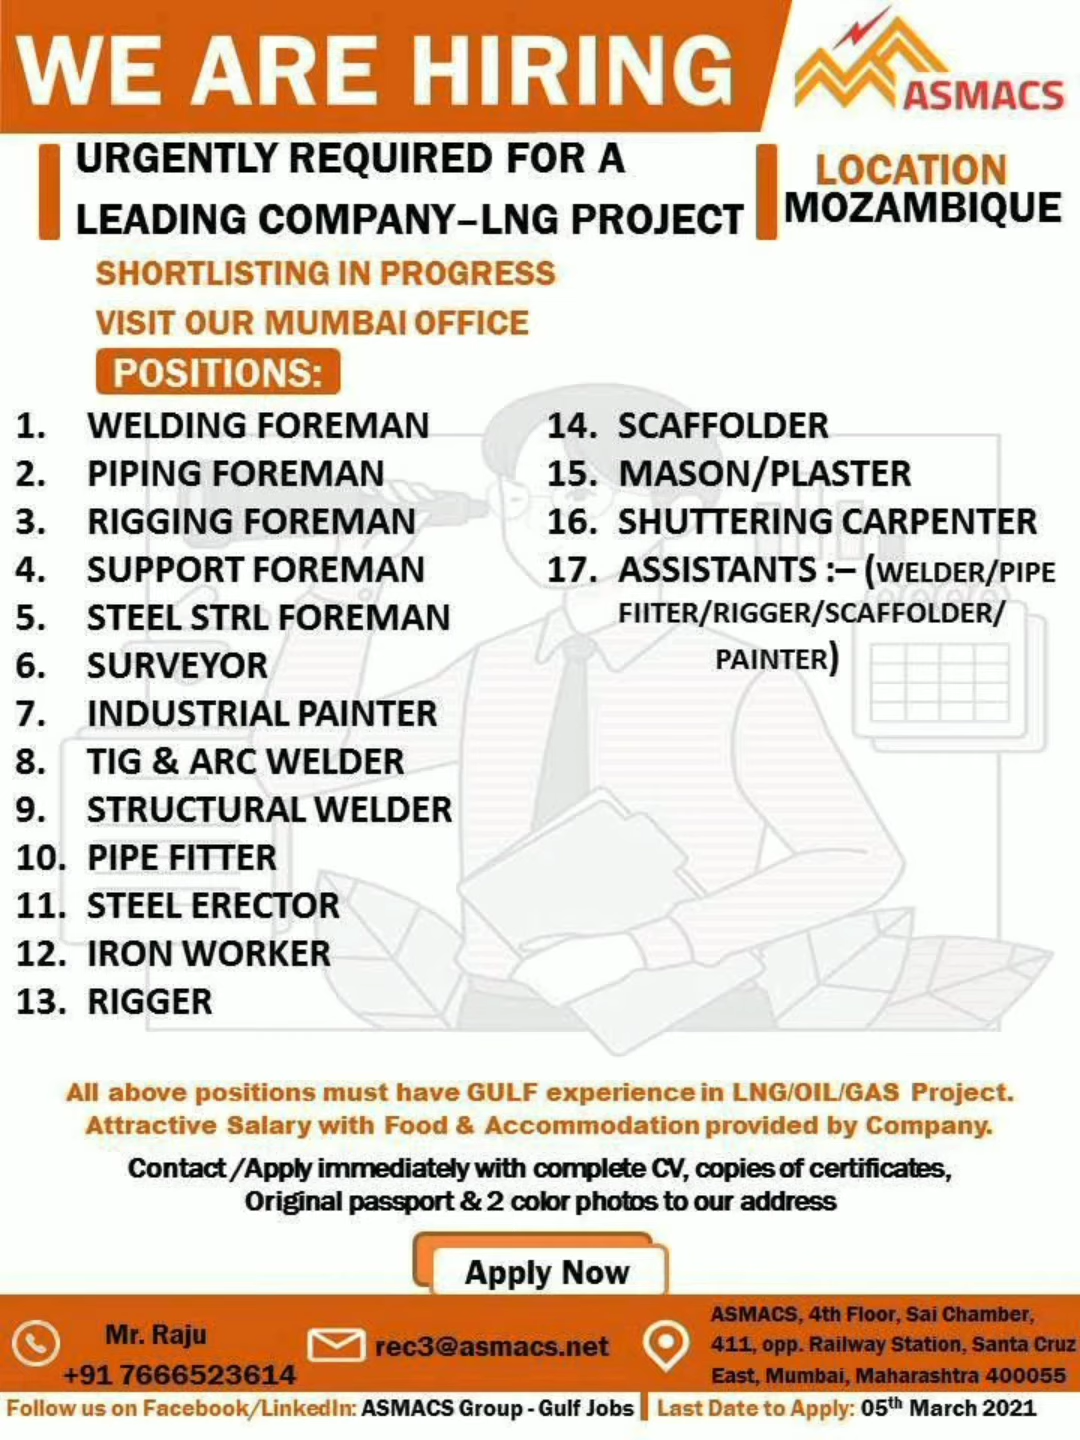 WE ARE HIRING
ASMACS
URGENTLY REQUIRED FOR A
LEADING COMPANY–LNG PROJECT
LOCATION
MOZAMBIQUE
SHORTLISTING IN PROGRESS
VISIT OUR MUMBAI OFFICE
POSITIONS:
1. WELDING FOREMAN
2. PIPING FOREMAN
3. RIGGING FOREMAN
4. SUPPORT FOREMAN
5. STEEL STRL FOREMAN
6. SURVEYOR
7. INDUSTRIAL PAINTER
8. TIG & ARC WELDER
9. STRUCTURAL WELDER
10. PIPE FITTER
11. STEEL ERECTOR
12. IRON WORKER
13. RIGGER
14. SCAFFOLDER
15. MASON/PLASTER
16. SHUTTERING CARPENTER
17. ASSISTANTS :– (WELDER/PIPE
FIITER/RIGGER/SCAFFOLDER/
PAINTER)
All above positions must have GULF experience in LNG/OIL/GAS Project.
Attractive Salary with Food & Accommodation provided by Company.
Contact /Apply immediately with complete CV, copies of certificates,
Original passport & 2 color photos to our address
Apply Now
Mr. Raju
+91 7666523614
rec3@asmacs.net
ASMACS, 4th Floor, Sai Chamber,
411, opp. Railway Station, Santa Cruz
East, Mumbai, Maharashtra 400055
Follow us on Facebook/LinkedIn: ASMACS Group - Gulf Jobs
Last Date to Apply: 05th March 2021